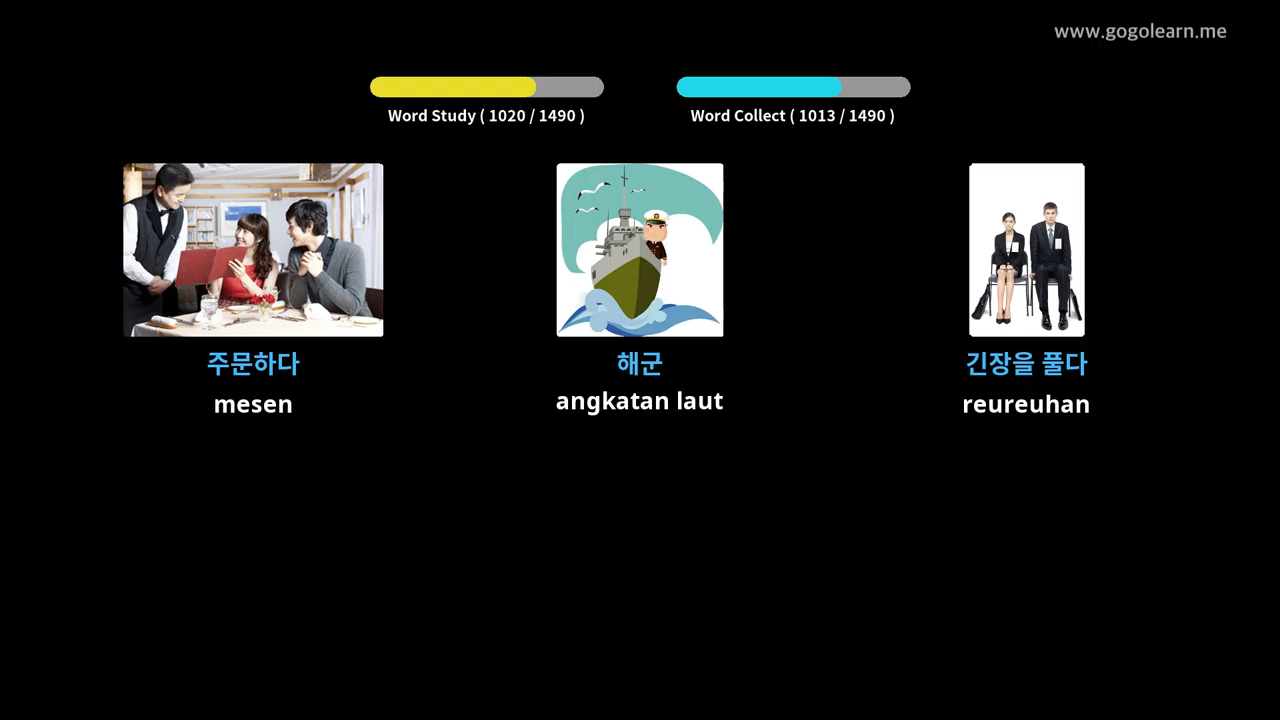 www.gogolearn.me
Word Study ( 1020 / 1490 )
Word Collect ( 1013 / 1490 )
주문하다
해군
긴장을 풀다
mesen
angkatan laut
reureuhan